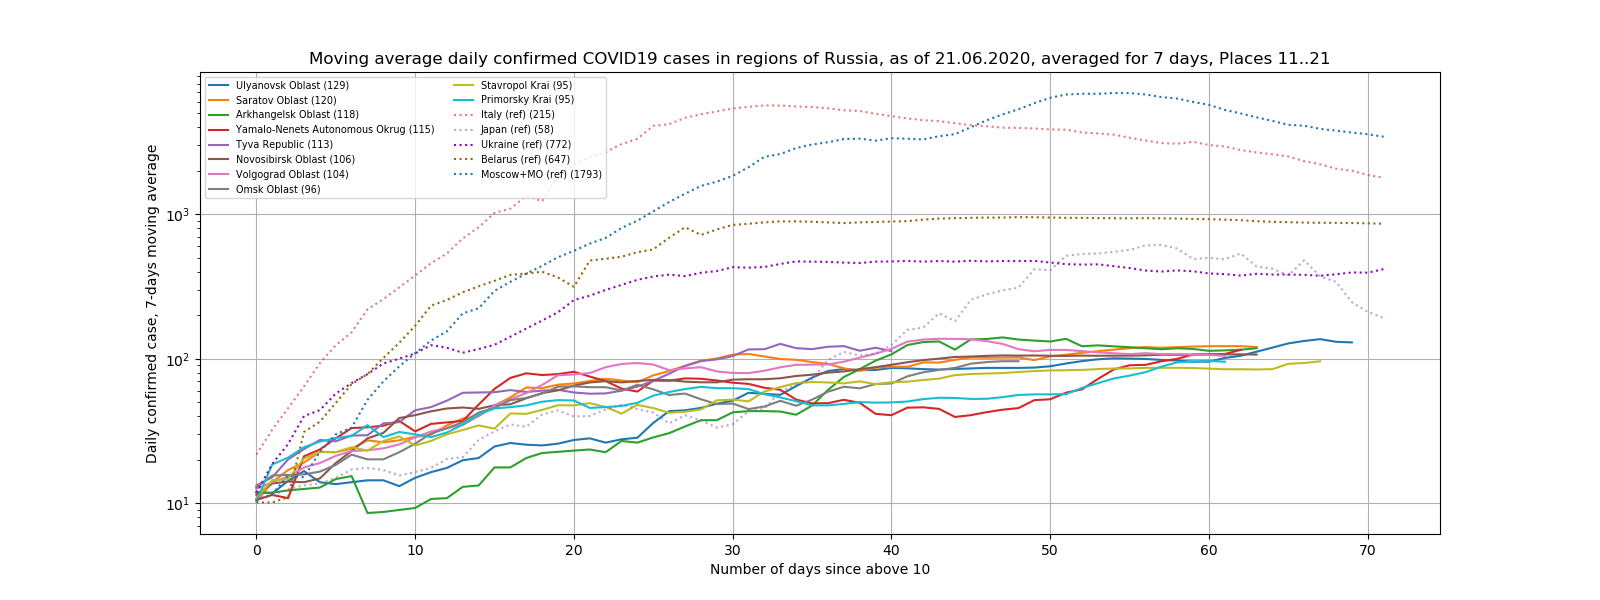 Moving average daily confirmed COVID19 cases in regions of Russia, as of 21.06.2020, averaged for 7 days, Places 11..21
Ulyanovsk Oblast (129)
Saratov Oblast (120)
Arkhangelsk Oblast (118)
Yamalo-Nenets Autonomous Okrug (115)
Tyva Republic (113)
Novosibirsk Oblast (106)
Volgograd Oblast (104)
Omsk Oblast (96)
Stavropol Krai (95)
Primorsky Krai (95)
Italy (ref) (215)
Japan (ref) (58)
Ukraine (ref) (772)
Belarus (ref) (647)
Moscow+MO (ref) (1793)
Daily confirmed case, 7-days moving average
10³
10²
10¹
0 10 20 30 40 50 60 70
Number of days since above 10